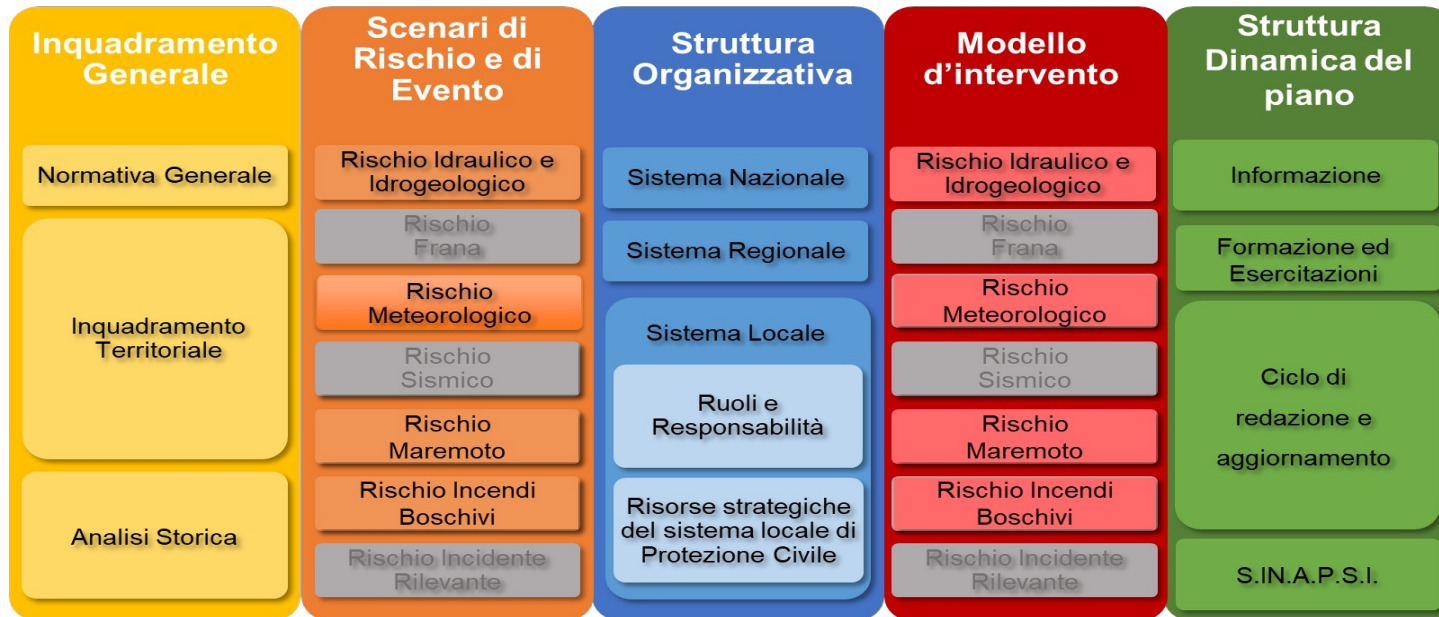 Inquadramento
Generale
Normativa Generale
Inquadramento
Territoriale
Analisi Storica
Scenari di
Rischio e di
Evento
Rischio Idraulico e
Idrogeologico
Rischio
Frana
Rischio
Meteorologico
Rischio
Sismico
Rischio
Maremoto
Rischio Incendi
Boschivi
Rischio Incidente
Rilevante
Struttura
Organizzativa
Sistema Nazionale
Sistema Regionale
Sistema Locale
Ruoli e
Responsabilità
Risorse strategiche
del sistema locale di
Protezione Civile
Modello
d'intervento
Rischio Idraulico e
Idrogeologico
Rischio
Frana
Rischio
Meteorologico
Rischio
Sismico
Rischio
Maremoto
Rischio Incendi
Boschivi
Rischio Incidente
Rilevante
Struttura
Dinamica del
piano
Informazione
Formazione ed
Esercitazioni
Ciclo di
redazione e
aggiornamento
S.IN.A.P.S.I.